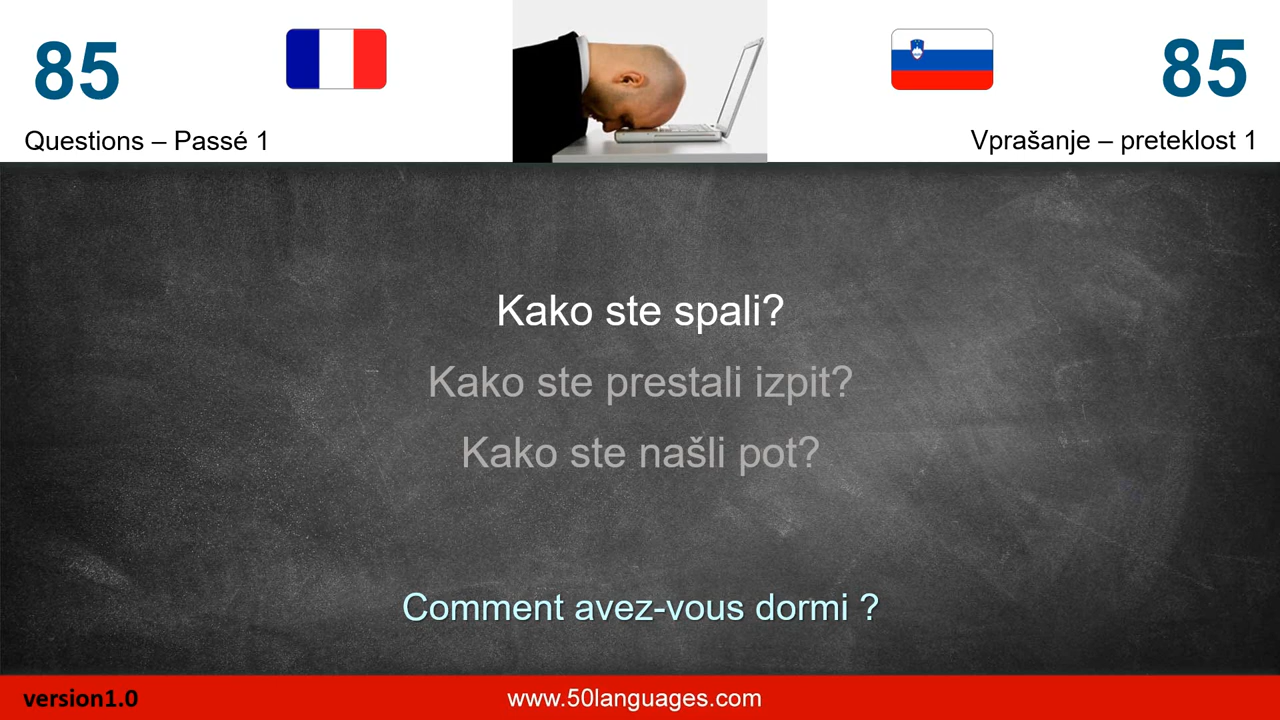 85
85
Questions – Passé 1
Vprašanje – preteklost 1
Kako ste spali?
Kako ste prestali izpit?
Kako ste našli pot?
Comment avez-vous dormi ?
version1.0
www.50languages.com